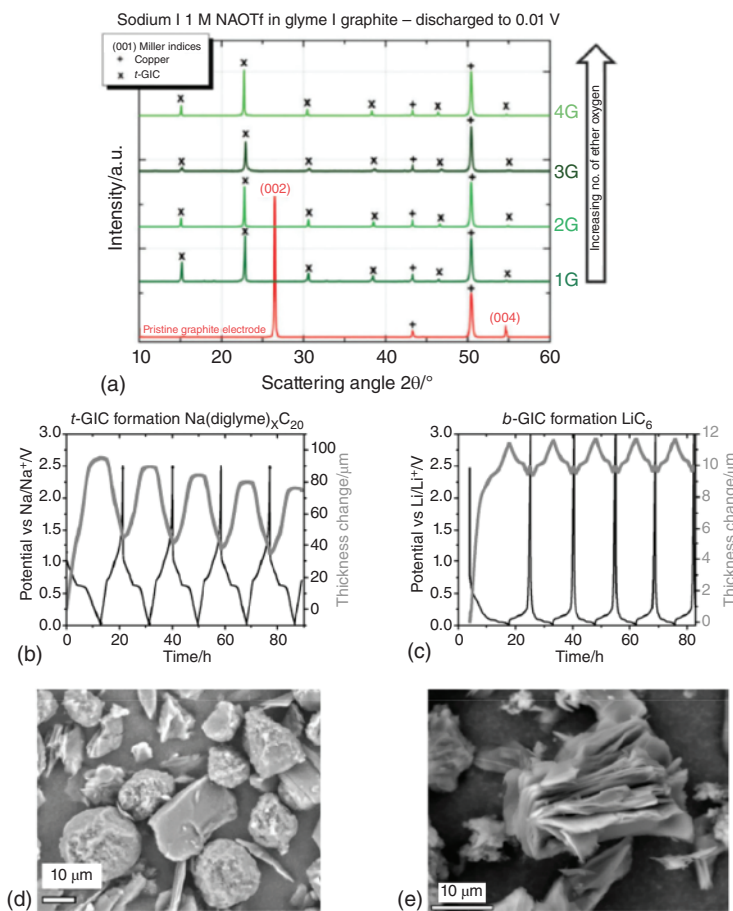 Sodium I 1 M NAOTf in glyme I graphite – discharged to 0.01 V
(001) Miller indices
+ Copper
x t-GIC
x
x
x
x
+
x
+
x
4G
x
x
x
x
+
x
+
x
3G
(002)
x
x
x
x
+
x
+
x
2G
x
x
x
x
+
x
+
x
1G
Pristine graphite electrode
+
+
(004)
Intensity/a.u.
Increasing no. of ether oxygen
10 20 30 40 50 60
Scattering angle 2θ/°
(a)
t-GIC formation Na(diglyme)XC20
3.0
2.5
2.0
1.5
1.0
0.5
0.0
Potential vs Na/Na+/V
100
80
60
40
20
0
Thickness change/μm
0 20 40 60 80
Time/h
(b)
b-GIC formation LiC6
3.0
2.5
2.0
1.5
1.0
0.5
0.0
Potential vs Li/Li+/V
12
10
8
6
4
2
0
Thickness change/μm
0 20 40 60 80
Time/h
(c)
10 μm
(d)
10 μm
(e)